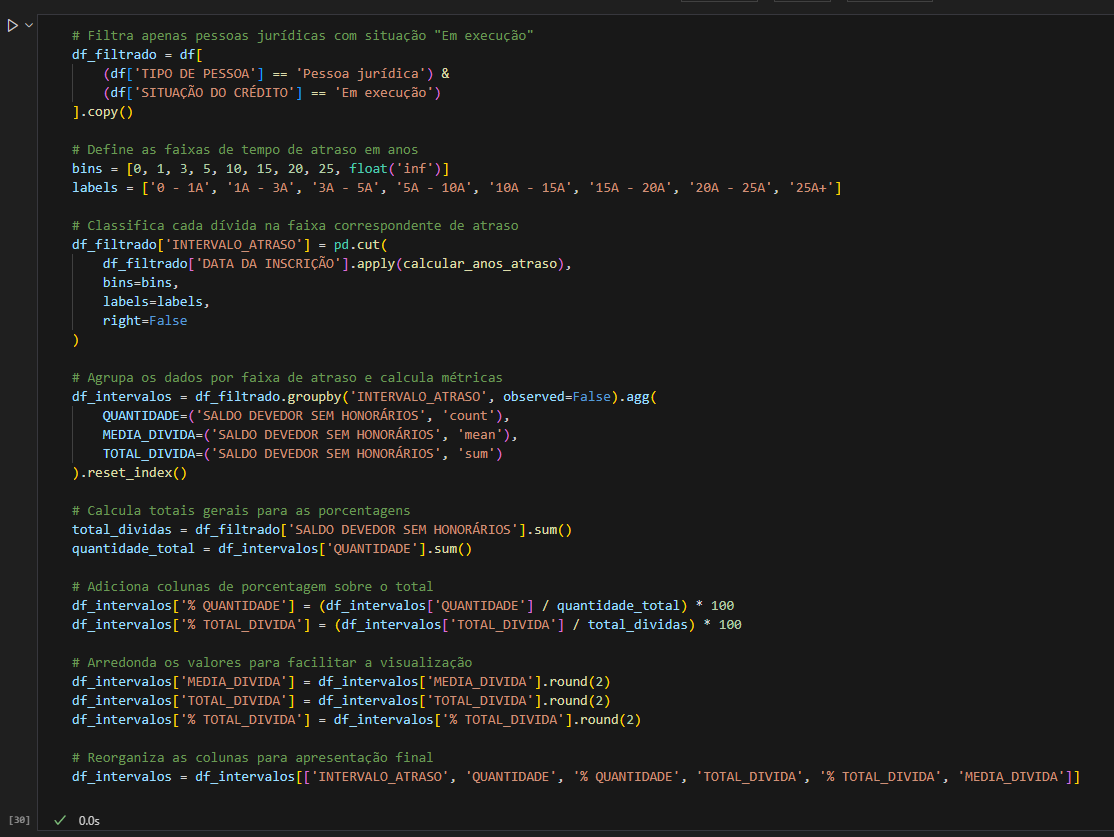 # Filtra apenas pessoas jurídicas com situação "Em execução"
df_filtrado = df[
    (df['TIPO DE PESSOA'] == 'Pessoa jurídica') &
    (df['SITUAÇÃO DO CRÉDITO'] == 'Em execução')
].copy()

# Define as faixas de tempo de atraso em anos
bins = [0, 1, 3, 5, 10, 15, 20, 25, float('inf')]
labels = ['0 - 1A', '1A - 3A', '3A - 5A', '5A - 10A', '10A - 15A', '15A - 20A', '20A - 25A', '25A+']

# Classifica cada dívida na faixa correspondente de atraso
df_filtrado['INTERVALO_ATRASO'] = pd.cut(
    df_filtrado['DATA DA INSCRIÇÃO'].apply(calcular_anos_atraso),
    bins=bins,
    labels=labels,
    right=False
)

# Agrupa os dados por faixa de atraso e calcula métricas
df_intervalos = df_filtrado.groupby('INTERVALO_ATRASO', observed=False).agg(
    QUANTIDADE=('SALDO DEVEDOR SEM HONORÁRIOS', 'count'),
    MEDIA_DIVIDA=('SALDO DEVEDOR SEM HONORÁRIOS', 'mean'),
    TOTAL_DIVIDA=('SALDO DEVEDOR SEM HONORÁRIOS', 'sum')
).reset_index()

# Calcula totais gerais para as porcentagens
total_dividas = df_filtrado['SALDO DEVEDOR SEM HONORÁRIOS'].sum()
quantidade_total = df_intervalos['QUANTIDADE'].sum()

# Adiciona colunas de porcentagem sobre o total
df_intervalos['% QUANTIDADE'] = (df_intervalos['QUANTIDADE'] / quantidade_total) * 100
df_intervalos['% TOTAL_DIVIDA'] = (df_intervalos['TOTAL_DIVIDA'] / total_dividas) * 100

# Arredonda os valores para facilitar a visualização
df_intervalos['MEDIA_DIVIDA'] = df_intervalos['MEDIA_DIVIDA'].round(2)
df_intervalos['TOTAL_DIVIDA'] = df_intervalos['TOTAL_DIVIDA'].round(2)
df_intervalos['% TOTAL_DIVIDA'] = df_intervalos['% TOTAL_DIVIDA'].round(2)

# Reorganiza as colunas para apresentação final
df_intervalos = df_intervalos[['INTERVALO_ATRASO', 'QUANTIDADE', '% QUANTIDADE', 'TOTAL_DIVIDA', '% TOTAL_DIVIDA', 'MEDIA_DIVIDA']]
[30] 0.0s